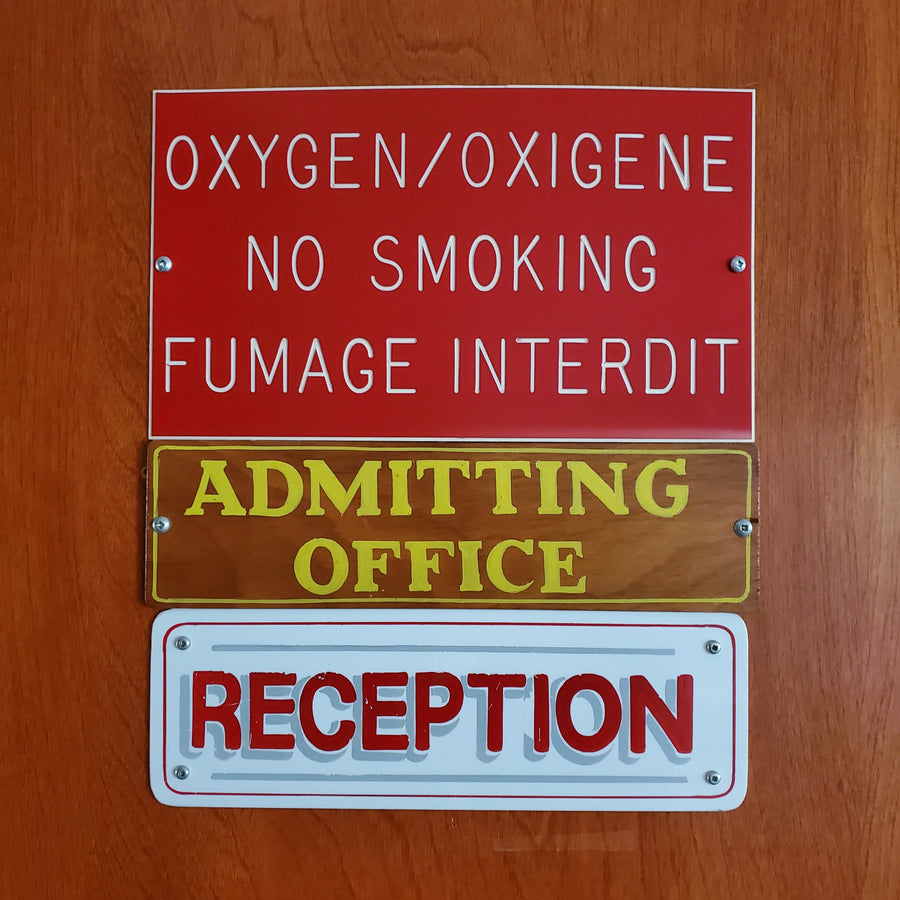 OXYGEN/OXIGENE
NO SMOKING
FUMAGE INTERDIT
ADMITTING
OFFICE
RECEPTION